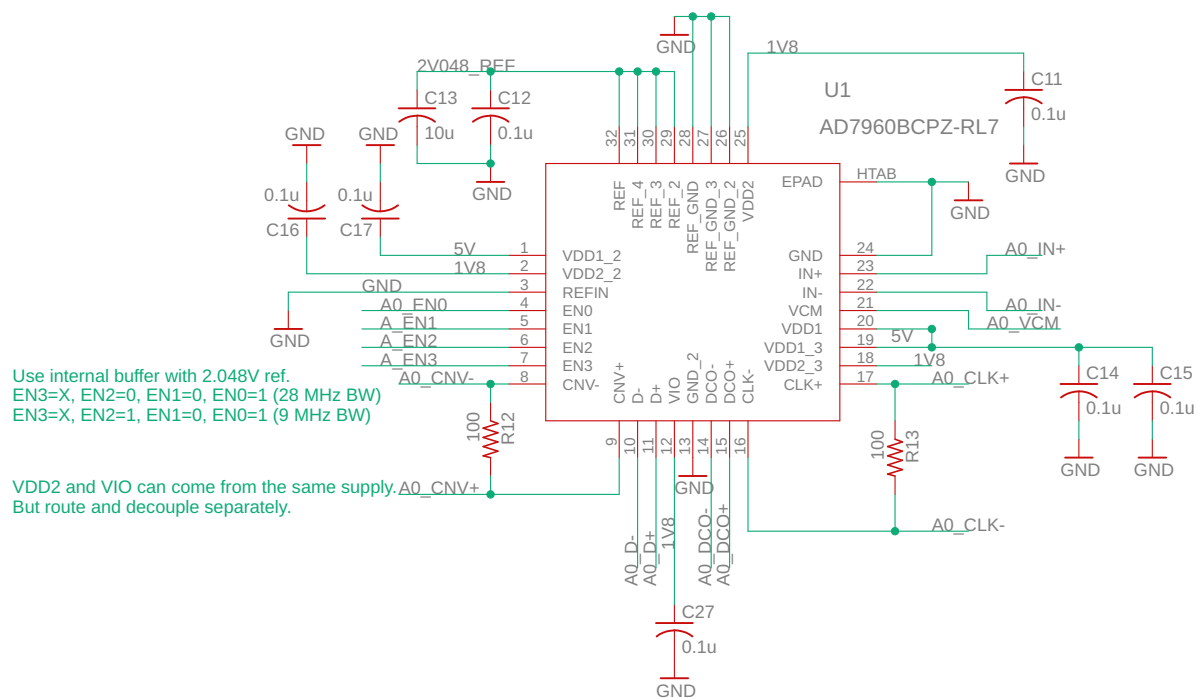 GND
1V8
2V048_REF
U1
C11
0.1u
AD7960BCPZ-RL7
C13
10u
C12
0.1u
GND
GND
GND
GND
0.1u
C16
0.1u
C17
32
31
30
29
28
27
26
25
REF
REF_4
REF_3
REF_2
REF_GND
REF_GND_3
REF_GND_2
VDD2
EPAD
HTAB
GND
5V
1
VDD1_2
1V8
2
VDD2_2
GND
3
REFIN
GND
A0_EN0
4
EN0
A_EN1
5
EN1
A_EN2
6
EN2
A_EN3
7
EN3
A0_CNV-
8
CNV-
GND
24
IN+
23
A0_IN+
IN-
22
A0_IN-
VCM
21
A0_VCM
VDD1
20
5V
VDD1_3
19
VDD2_3
18
1V8
CLK+
17
A0_CLK+
C14
0.1u
GND
C15
0.1u
GND
CNV+
D-
D+
VIO
GND_2
DCO-
DCO+
CLK-
9
10
11
12
13
14
15
16
Use internal buffer with 2.048V ref.
EN3=X, EN2=0, EN1=0, EN0=1 (28 MHz BW)
EN3=X, EN2=1, EN1=0, EN0=1 (9 MHz BW)
100
R12
100
R13
VDD2 and VIO can come from the same supply.
But route and decouple separately.
A0_CNV+
GND
A0_D-
A0_D+
1V8
A0_DCO-
A0_DCO+
A0_CLK-
C27
0.1u
GND